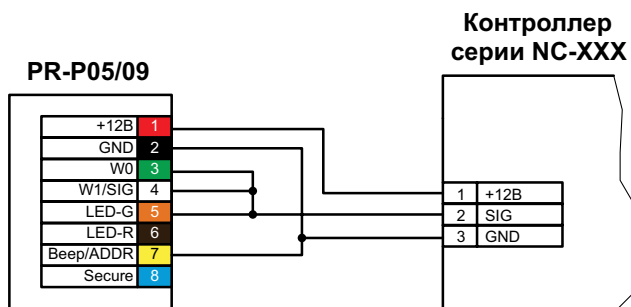 Контроллер
серии NC-XXX
PR-P05/09
+12В 1
GND 2
W0 3
W1/SIG 4
LED-G 5
LED-R 6
Beep/ADDR 7
Secure 8
1 +12В
2 SIG
3 GND